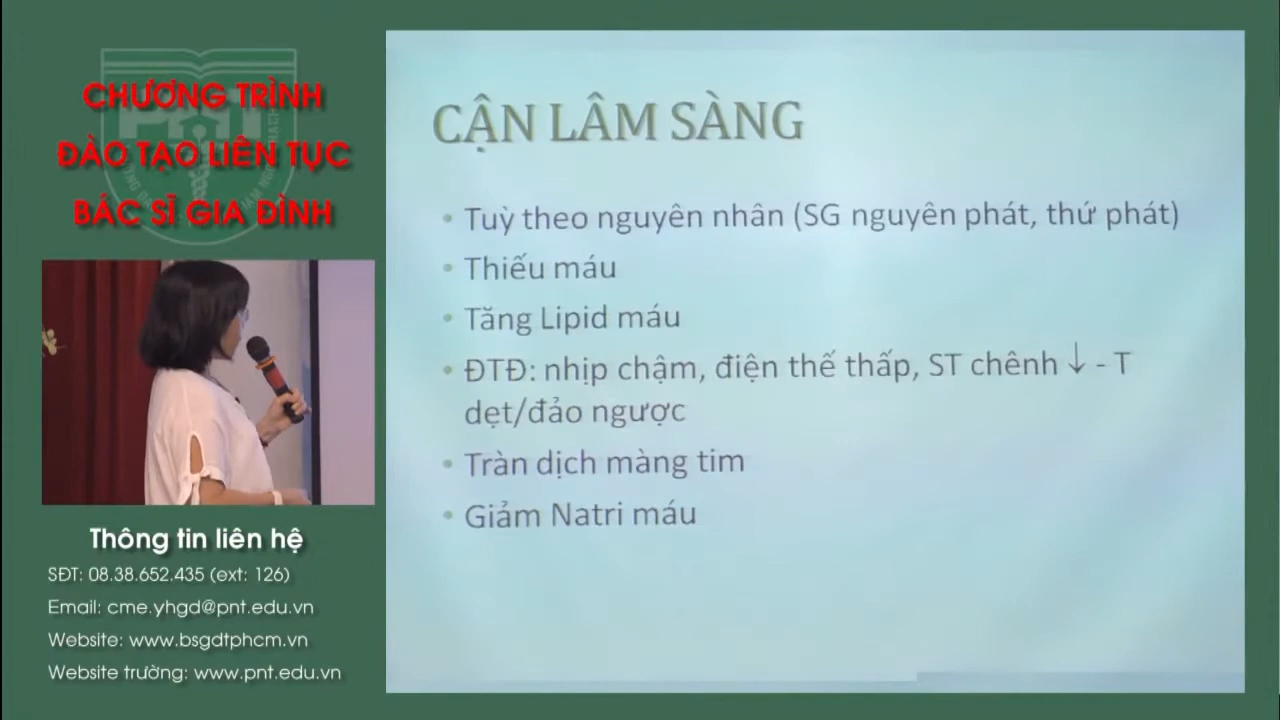 CHƯƠNG TRÌNH
ĐÀO TẠO LIÊN TỤC
BÁC SĨ GIA ĐÌNH
Thông tin liên hệ
SĐT: 08.38.652.435 (ext: 126)
Email: cme.yhgd@pnt.edu.vn
Website: www.bsgdtphcm.vn
Website trường: www.pnt.edu.vn
CẬN LÂM SÀNG
• Tuỳ theo nguyên nhân (SG nguyên phát, thứ phát)
• Thiếu máu
• Tăng Lipid máu
• ĐTĐ: nhịp chậm, điện thế thấp, ST chênh ↓ - T
dẹt/đảo ngược
• Tràn dịch màng tim
• Giảm Natri máu